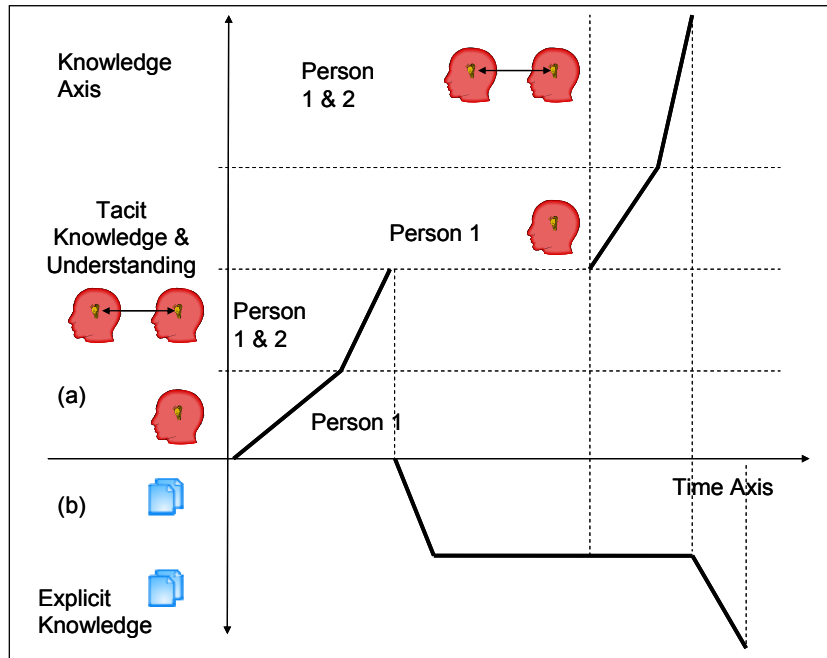 Knowledge
Axis
Person
1 & 2
Tacit
Knowledge &
Understanding
Person 1
Person
1 & 2
(a)
Person 1
Time Axis
(b)
Explicit
Knowledge